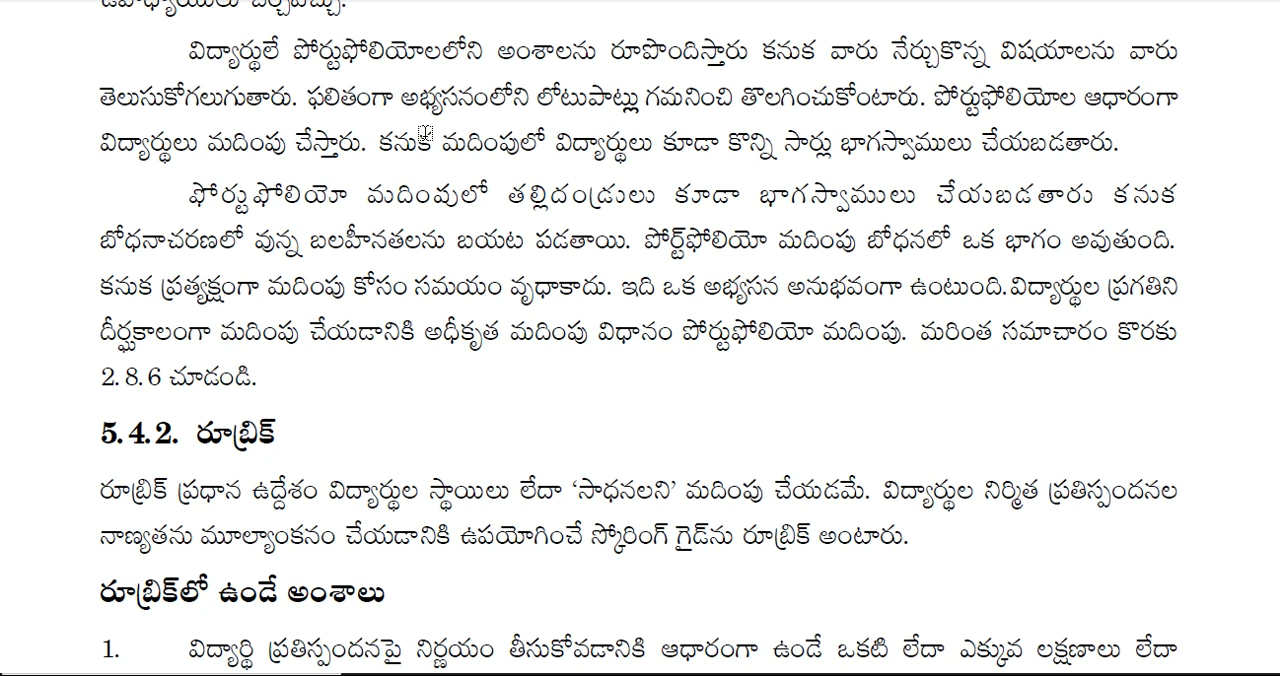 విద్యార్థులే పోర్టుఫోలియోలలోని అంశాలను రూపొందిస్తారు కనుక వారు నేర్చుకొన్న విషయాలను వారు
తెలుసుకోగలుగుతారు. ఫలితంగా అభ్యసనంలోని లోటుపాట్లు గమనించి తొలగించుకోంటారు. పోర్టుఫోలియోల ఆధారంగా
విద్యార్థులు మదింపు చేస్తారు. కనుక మదింపులో విద్యార్థులు కూడా కొన్ని సార్లు భాగస్వాములు చేయబడతారు.
ఫోర్టుఫోలియో మదింపులో తల్లిదండ్రులు కూడా భాగస్వాములు చేయబడతారు కనుక
బోధనాచరణలో వున్న బలహీనతలను బయట పడతాయి. పోర్ట్‌ఫోలియో మదింపు బోధనలో ఒక భాగం అవుతుంది.
కనుక ప్రత్యక్షంగా మదింపు కోసం సమయం వృధాకాదు. ఇది ఒక అభ్యసన అనుభవంగా ఉంటుంది.విద్యార్థుల ప్రగతిని
దీర్ఘకాలంగా మదింపు చేయడానికి అధీకృత మదింపు విధానం పోర్టుఫోలియో మదింపు. మరింత సమాచారం కొరకు
2.8.6 చూడండి.
5.4.2. రూబ్రిక్
రూబ్రిక్ ప్రధాన ఉద్దేశం విద్యార్థుల స్థాయిలు లేదా ‘సాధనలని’ మదింపు చేయడమే. విద్యార్థుల నిర్మిత ప్రతిస్పందనల
నాణ్యతను మూల్యాంకనం చేయడానికి ఉపయోగించే స్కోరింగ్ గైడ్‌ను రూబ్రిక్ అంటారు.
రూబ్రిక్‌లో ఉండే అంశాలు
1. విద్యార్థి ప్రతిస్పందనపై నిర్ణయం తీసుకోవడానికి ఆధారంగా ఉండే ఒకటి లేదా ఎక్కువ లక్షణాలు లేదా